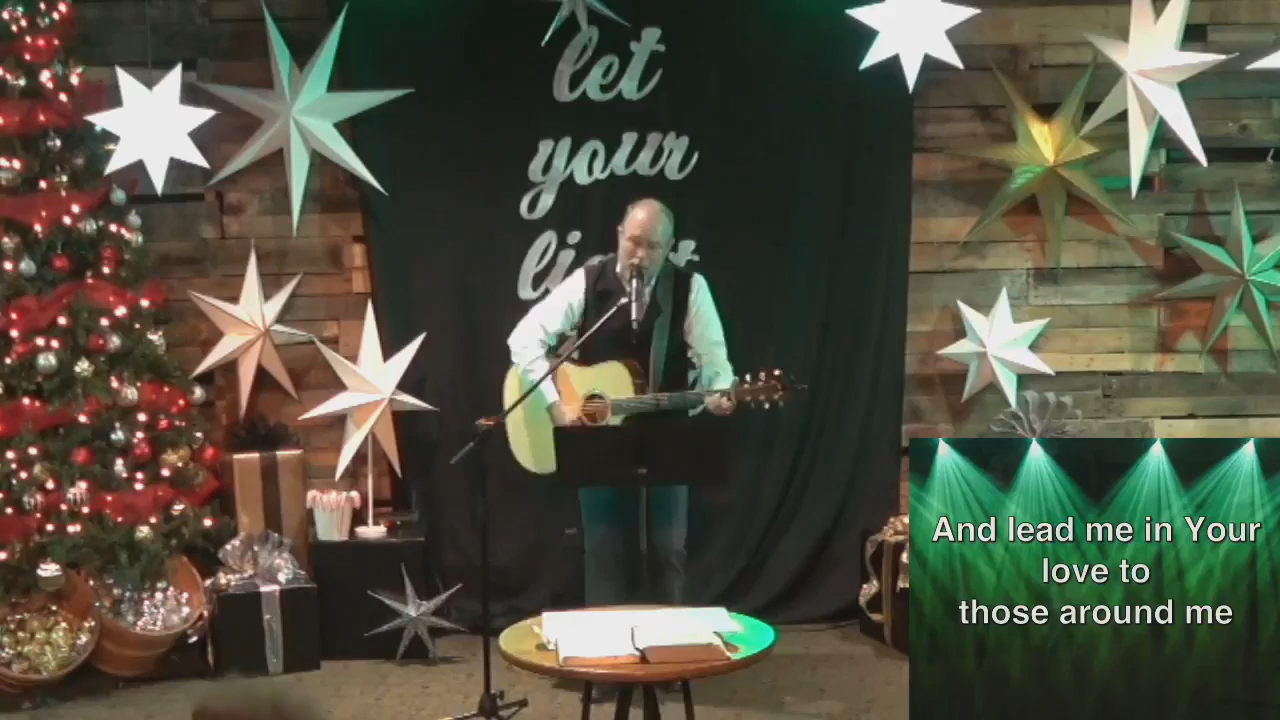 let
your
And lead me in Your
love to
those around me